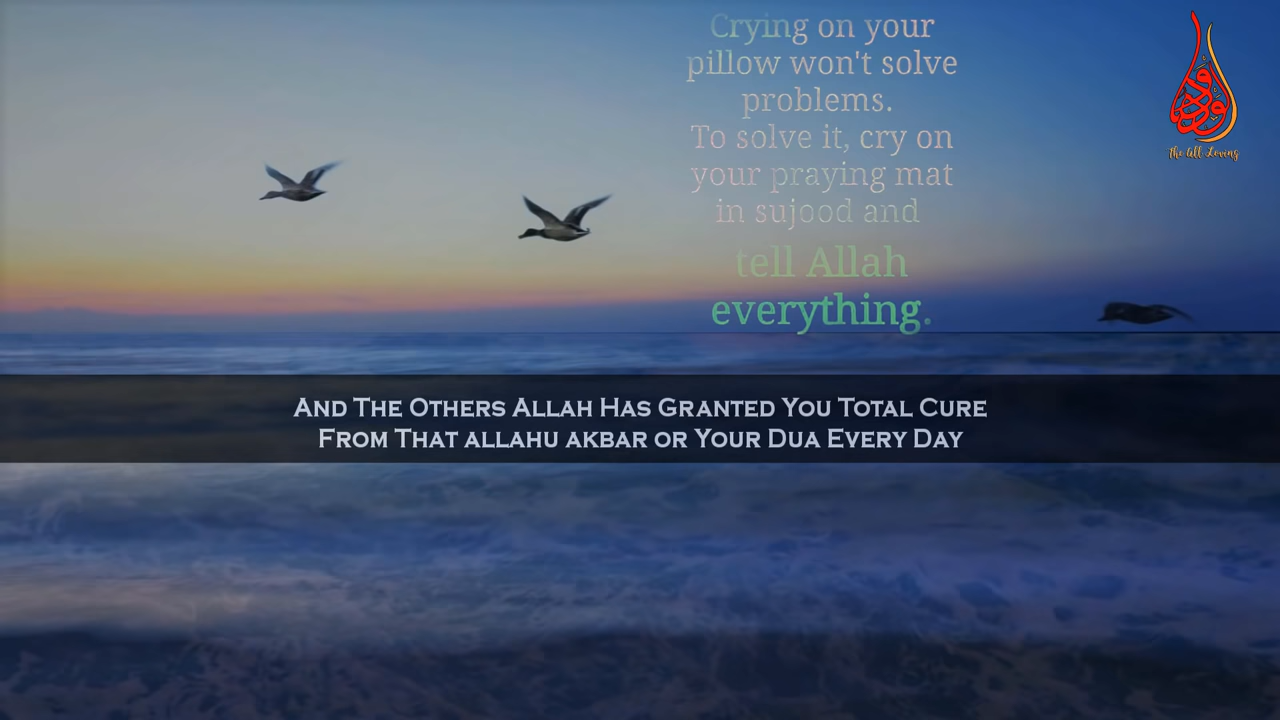 Crying on your
pillow won't solve
problems.
To solve it, cry on
your praying mat
in sujood and
tell Allah
everything.
The All Loving
AND THE OTHERS ALLAH HAS GRANTED YOU TOTAL CURE
FROM THAT ALLAHU AKBAR OR YOUR DUA EVERY DAY